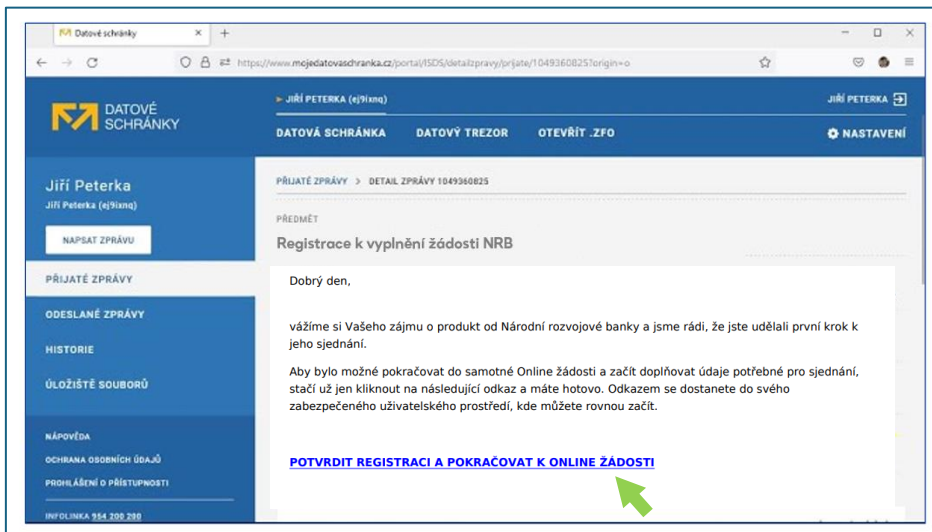 Datové schránky × +
https://www.mojedatovaschranka.cz/portal/ISDS/detailzpravy/prijate/1049360825?origin=o
DATOVÉ
SCHRÁNKY
JIŘÍ PETERKA (ej9ixnq)
JIŘÍ PETERKA
DATOVÁ SCHRÁNKA DATOVÝ TREZOR OTEVŘÍT .ZFO
NASTAVENÍ
Jiří Peterka
Jiří Peterka (ej9ixnq)
NAPSAT ZPRÁVU
PŘIJATÉ ZPRÁVY
ODESLANÉ ZPRÁVY
HISTORIE
ÚLOŽIŠTĚ SOUBORŮ
NÁPOVĚDA
OCHRANA OSOBNÍCH ÚDAJŮ
PROHLÁŠENÍ O PŘÍSTUPNOSTI
INFOLINKA 954 200 200
PŘIJATÉ ZPRÁVY > DETAIL ZPRÁVY 1049360825
PŘEDMĚT
Registrace k vyplnění žádosti NRB
Dobrý den,
vážíme si Vašeho zájmu o produkt od Národní rozvojové banky a jsme rádi, že jste udělali první krok k
jeho sjednání.
Aby bylo možné pokračovat do samotné Online žádosti a začít doplňovat údaje potřebné pro sjednání,
stačí už jen kliknout na následující odkaz a máte hotovo. Odkazem se dostanete do svého
zabezpečeného uživatelského prostředí, kde můžete rovnou začít.
POTVRDIT REGISTRACI A POKRAČOVAT K ONLINE ŽÁDOSTI